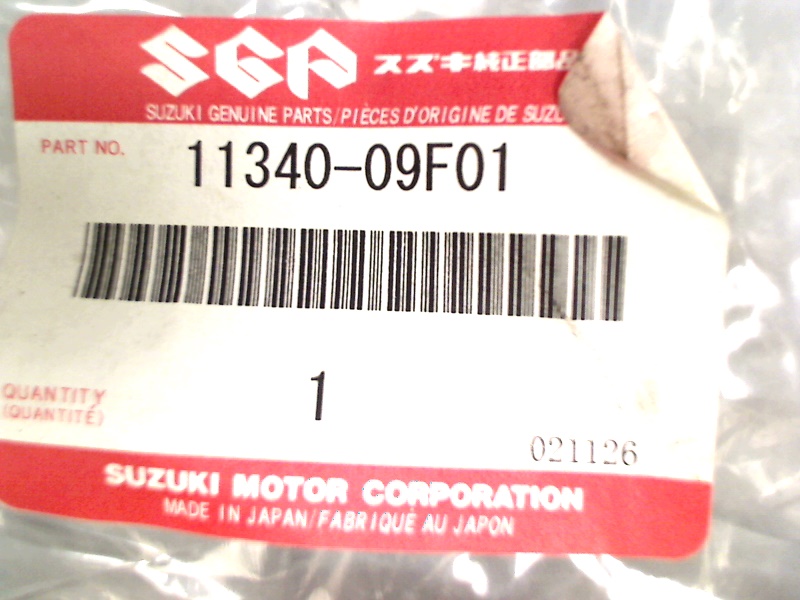 SGP スズキ純正部品
SUZUKI GENUINE PARTS/PIÈCES D'ORIGINE DE
PART NO.
11340-09F01
1
QUANTITY
(QUANTITÉ)
021126
SUZUKI MOTOR CORPORATION
MADE IN JAPAN/FABRIQUE AU JAPON